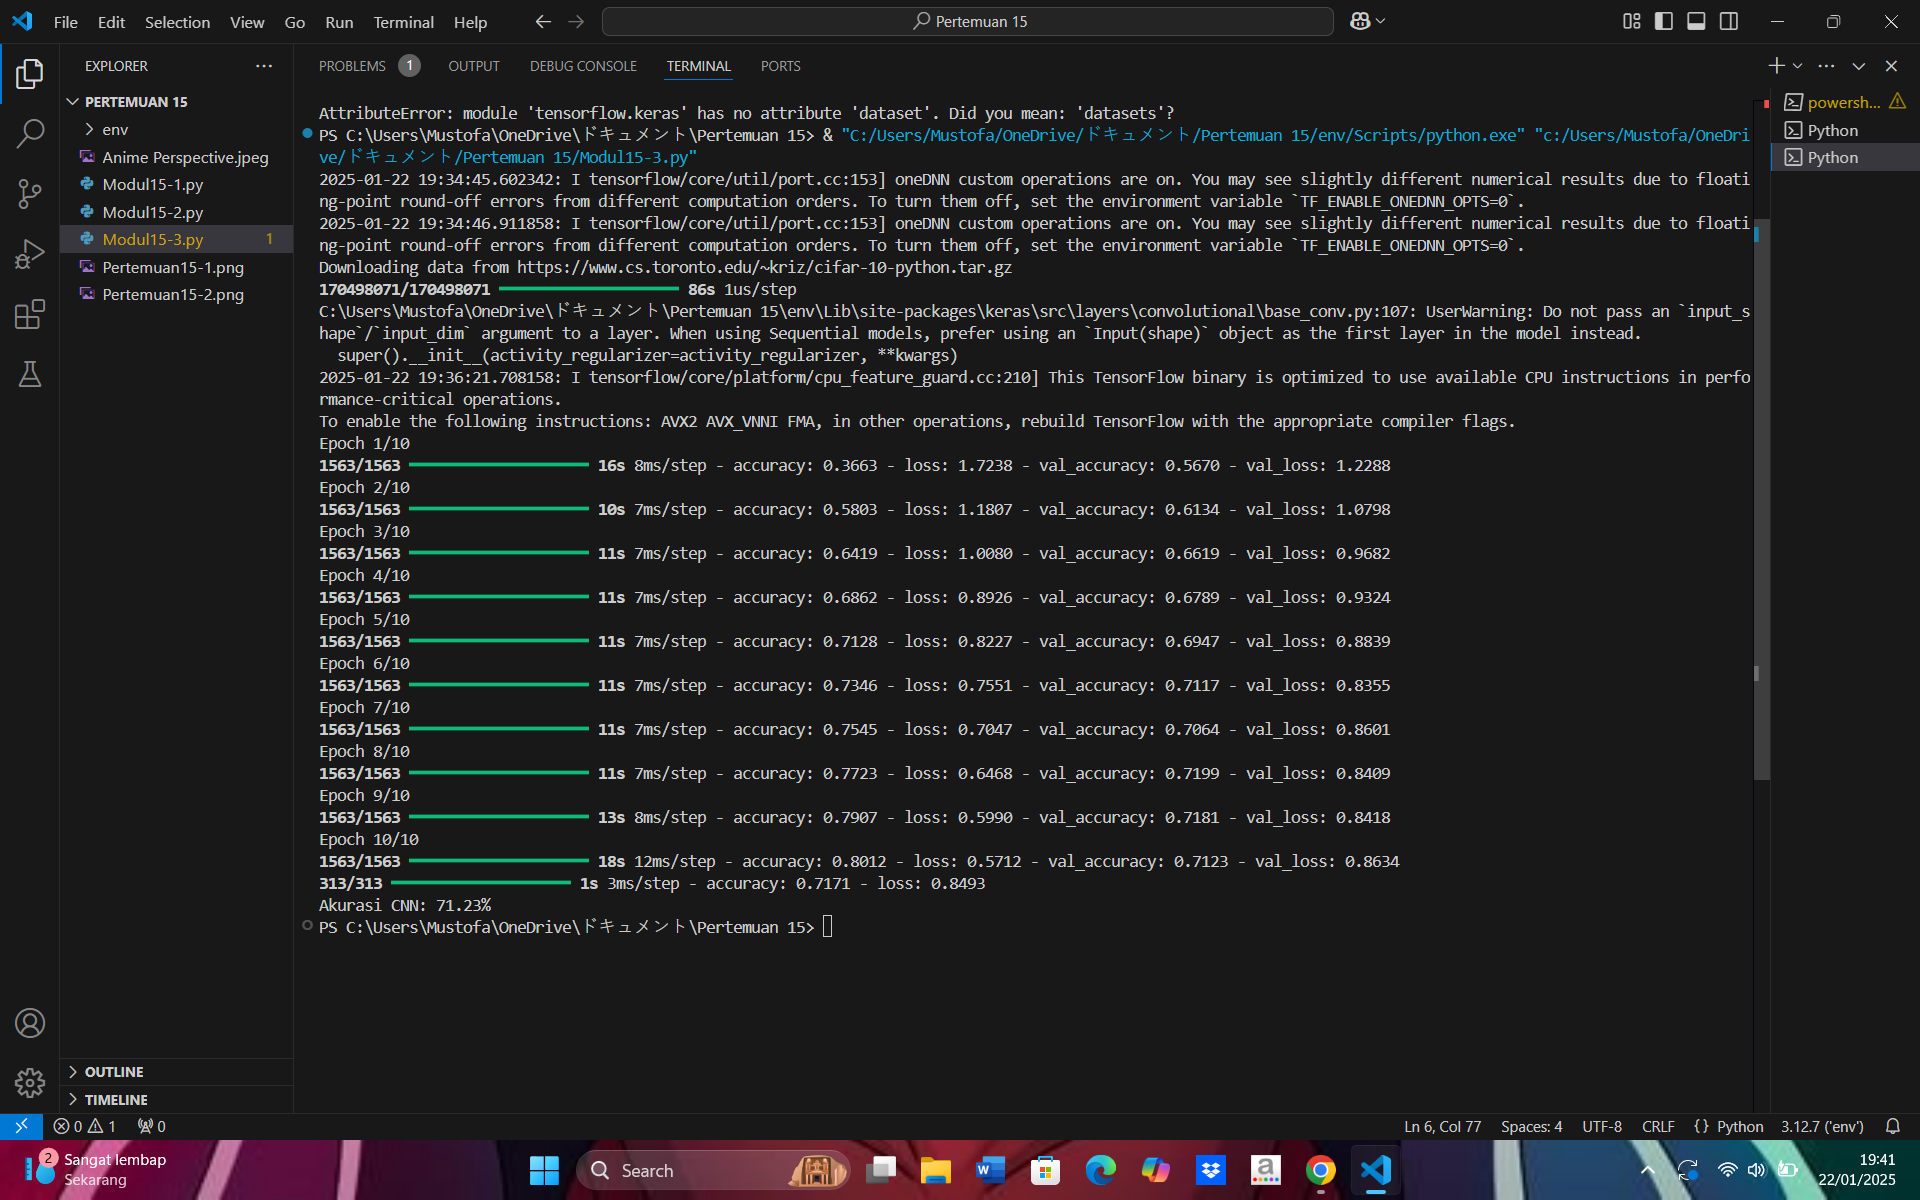 File Edit Selection View Go Run Terminal Help
Pertemuan 15
EXPLORER
PERTEMUAN 15
env
Anime Perspective.jpeg
Modul15-1.py
Modul15-2.py
Modul15-3.py 1
Pertemuan15-1.png
Pertemuan15-2.png
OUTLINE
TIMELINE
PROBLEMS 1 OUTPUT DEBUG CONSOLE TERMINAL PORTS
AttributeError: module 'tensorflow.keras' has no attribute 'dataset'. Did you mean: 'datasets'?
PS C:\Users\Mustofa\OneDrive\ドキュメント\Pertemuan 15> & "C:/Users/Mustofa/OneDrive/ドキュメント/Pertemuan 15/env/Scripts/python.exe" "c:/Users/Mustofa/OneDri
ve/ドキュメント/Pertemuan 15/Modul15-3.py"
2025-01-22 19:34:45.602342: I tensorflow/core/util/port.cc:153] oneDNN custom operations are on. You may see slightly different numerical results due to floati
ng-point round-off errors from different computation orders. To turn them off, set the environment variable `TF_ENABLE_ONEDNN_OPTS=0`.
2025-01-22 19:34:46.911858: I tensorflow/core/util/port.cc:153] oneDNN custom operations are on. You may see slightly different numerical results due to floati
ng-point round-off errors from different computation orders. To turn them off, set the environment variable `TF_ENABLE_ONEDNN_OPTS=0`.
Downloading data from https://www.cs.toronto.edu/~kriz/cifar-10-python.tar.gz
170498071/170498071 86s 1us/step
C:\Users\Mustofa\OneDrive\ドキュメント\Pertemuan 15\env\Lib\site-packages\keras\src\layers\convolutional\base_conv.py:107: UserWarning: Do not pass an `input_s
hape`/`input_dim` argument to a layer. When using Sequential models, prefer using an `Input(shape)` object as the first layer in the model instead.
super().__init__(activity_regularizer=activity_regularizer, **kwargs)
2025-01-22 19:36:21.708158: I tensorflow/core/platform/cpu_feature_guard.cc:210] This TensorFlow binary is optimized to use available CPU instructions in perfo
rmance-critical operations.
To enable the following instructions: AVX2 AVX_VNNI FMA, in other operations, rebuild TensorFlow with the appropriate compiler flags.
Epoch 1/10
1563/1563 16s 8ms/step - accuracy: 0.3663 - loss: 1.7238 - val_accuracy: 0.5670 - val_loss: 1.2288
Epoch 2/10
1563/1563 10s 7ms/step - accuracy: 0.5803 - loss: 1.1807 - val_accuracy: 0.6134 - val_loss: 1.0798
Epoch 3/10
1563/1563 11s 7ms/step - accuracy: 0.6419 - loss: 1.0080 - val_accuracy: 0.6619 - val_loss: 0.9682
Epoch 4/10
1563/1563 11s 7ms/step - accuracy: 0.6862 - loss: 0.8926 - val_accuracy: 0.6789 - val_loss: 0.9324
Epoch 5/10
1563/1563 11s 7ms/step - accuracy: 0.7128 - loss: 0.8227 - val_accuracy: 0.6947 - val_loss: 0.8839
Epoch 6/10
1563/1563 11s 7ms/step - accuracy: 0.7346 - loss: 0.7551 - val_accuracy: 0.7117 - val_loss: 0.8355
Epoch 7/10
1563/1563 11s 7ms/step - accuracy: 0.7545 - loss: 0.7047 - val_accuracy: 0.7064 - val_loss: 0.8601
Epoch 8/10
1563/1563 11s 7ms/step - accuracy: 0.7723 - loss: 0.6468 - val_accuracy: 0.7199 - val_loss: 0.8409
Epoch 9/10
1563/1563 13s 8ms/step - accuracy: 0.7907 - loss: 0.5990 - val_accuracy: 0.7181 - val_loss: 0.8418
Epoch 10/10
1563/1563 18s 12ms/step - accuracy: 0.8012 - loss: 0.5712 - val_accuracy: 0.7123 - val_loss: 0.8634
313/313 1s 3ms/step - accuracy: 0.7171 - loss: 0.8493
Akurasi CNN: 71.23%
PS C:\Users\Mustofa\OneDrive\ドキュメント\Pertemuan 15>
powersh...
Python
Python
0 1 0
Ln 6, Col 77 Spaces: 4 UTF-8 CRLF {} Python 3.12.7 ('env')
2
Sangat lembap
Sekarang
Search
19:41
22/01/2025